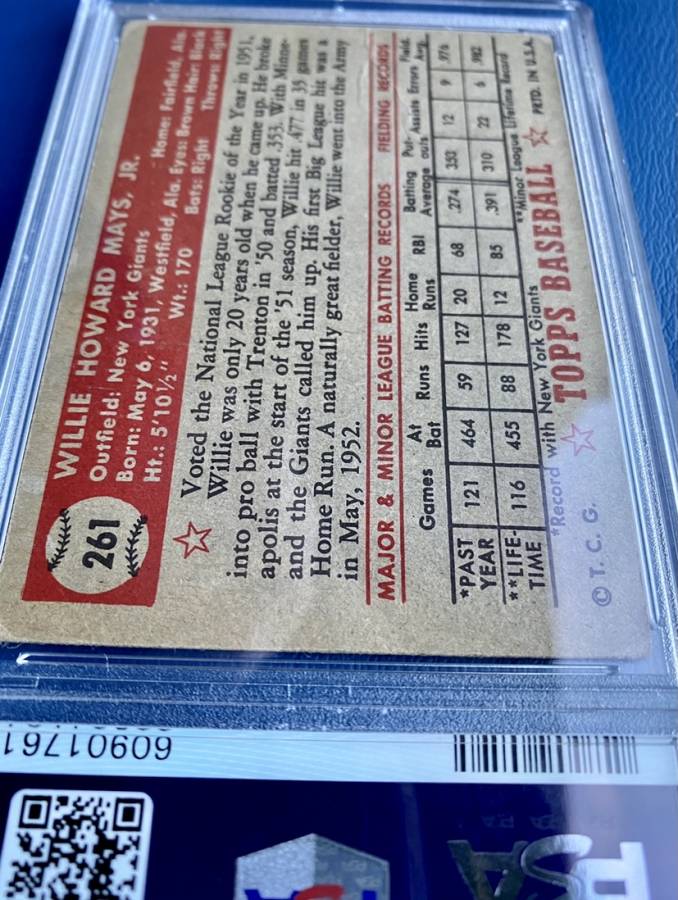 261
WILLIE HOWARD MAYS, JR.
Outfield: New York Giants Home: Fairfield, Ala.
Born: May 6, 1931, Westfield, Ala. Eyes: Brown Hair: Black
Ht.: 5'10½" Wt.: 170 Bats: Right Throws: Right
Voted the National League Rookie of the Year in 1951,
Willie was only 20 years old when he came up. He broke
into pro ball with Trenton in '50 and batted .353. With Minne-
apolis at the start of the '51 season, Willie hit .477 in 35 games
and the Giants called him up. His first Big League hit was a
Home Run. A naturally great fielder, Willie went into the Army
in May, 1952.
MAJOR & MINOR LEAGUE BATTING RECORDS FIELDING RECORDS
Games At Bat Runs Hits Home Runs RBI Batting Average Put-outs Assists Errors Field. Avg.
*PAST YEAR 121 464 59 127 20 68 .274 353 12 9 .976
**LIFE-TIME 116 455 88 178 12 85 .391 310 22 6 .982
*Record with New York Giants **Minor League Lifetime Record
TOPPS BASEBALL
© T. C. G. PRTD. IN U.S.A.
60901761
PSA